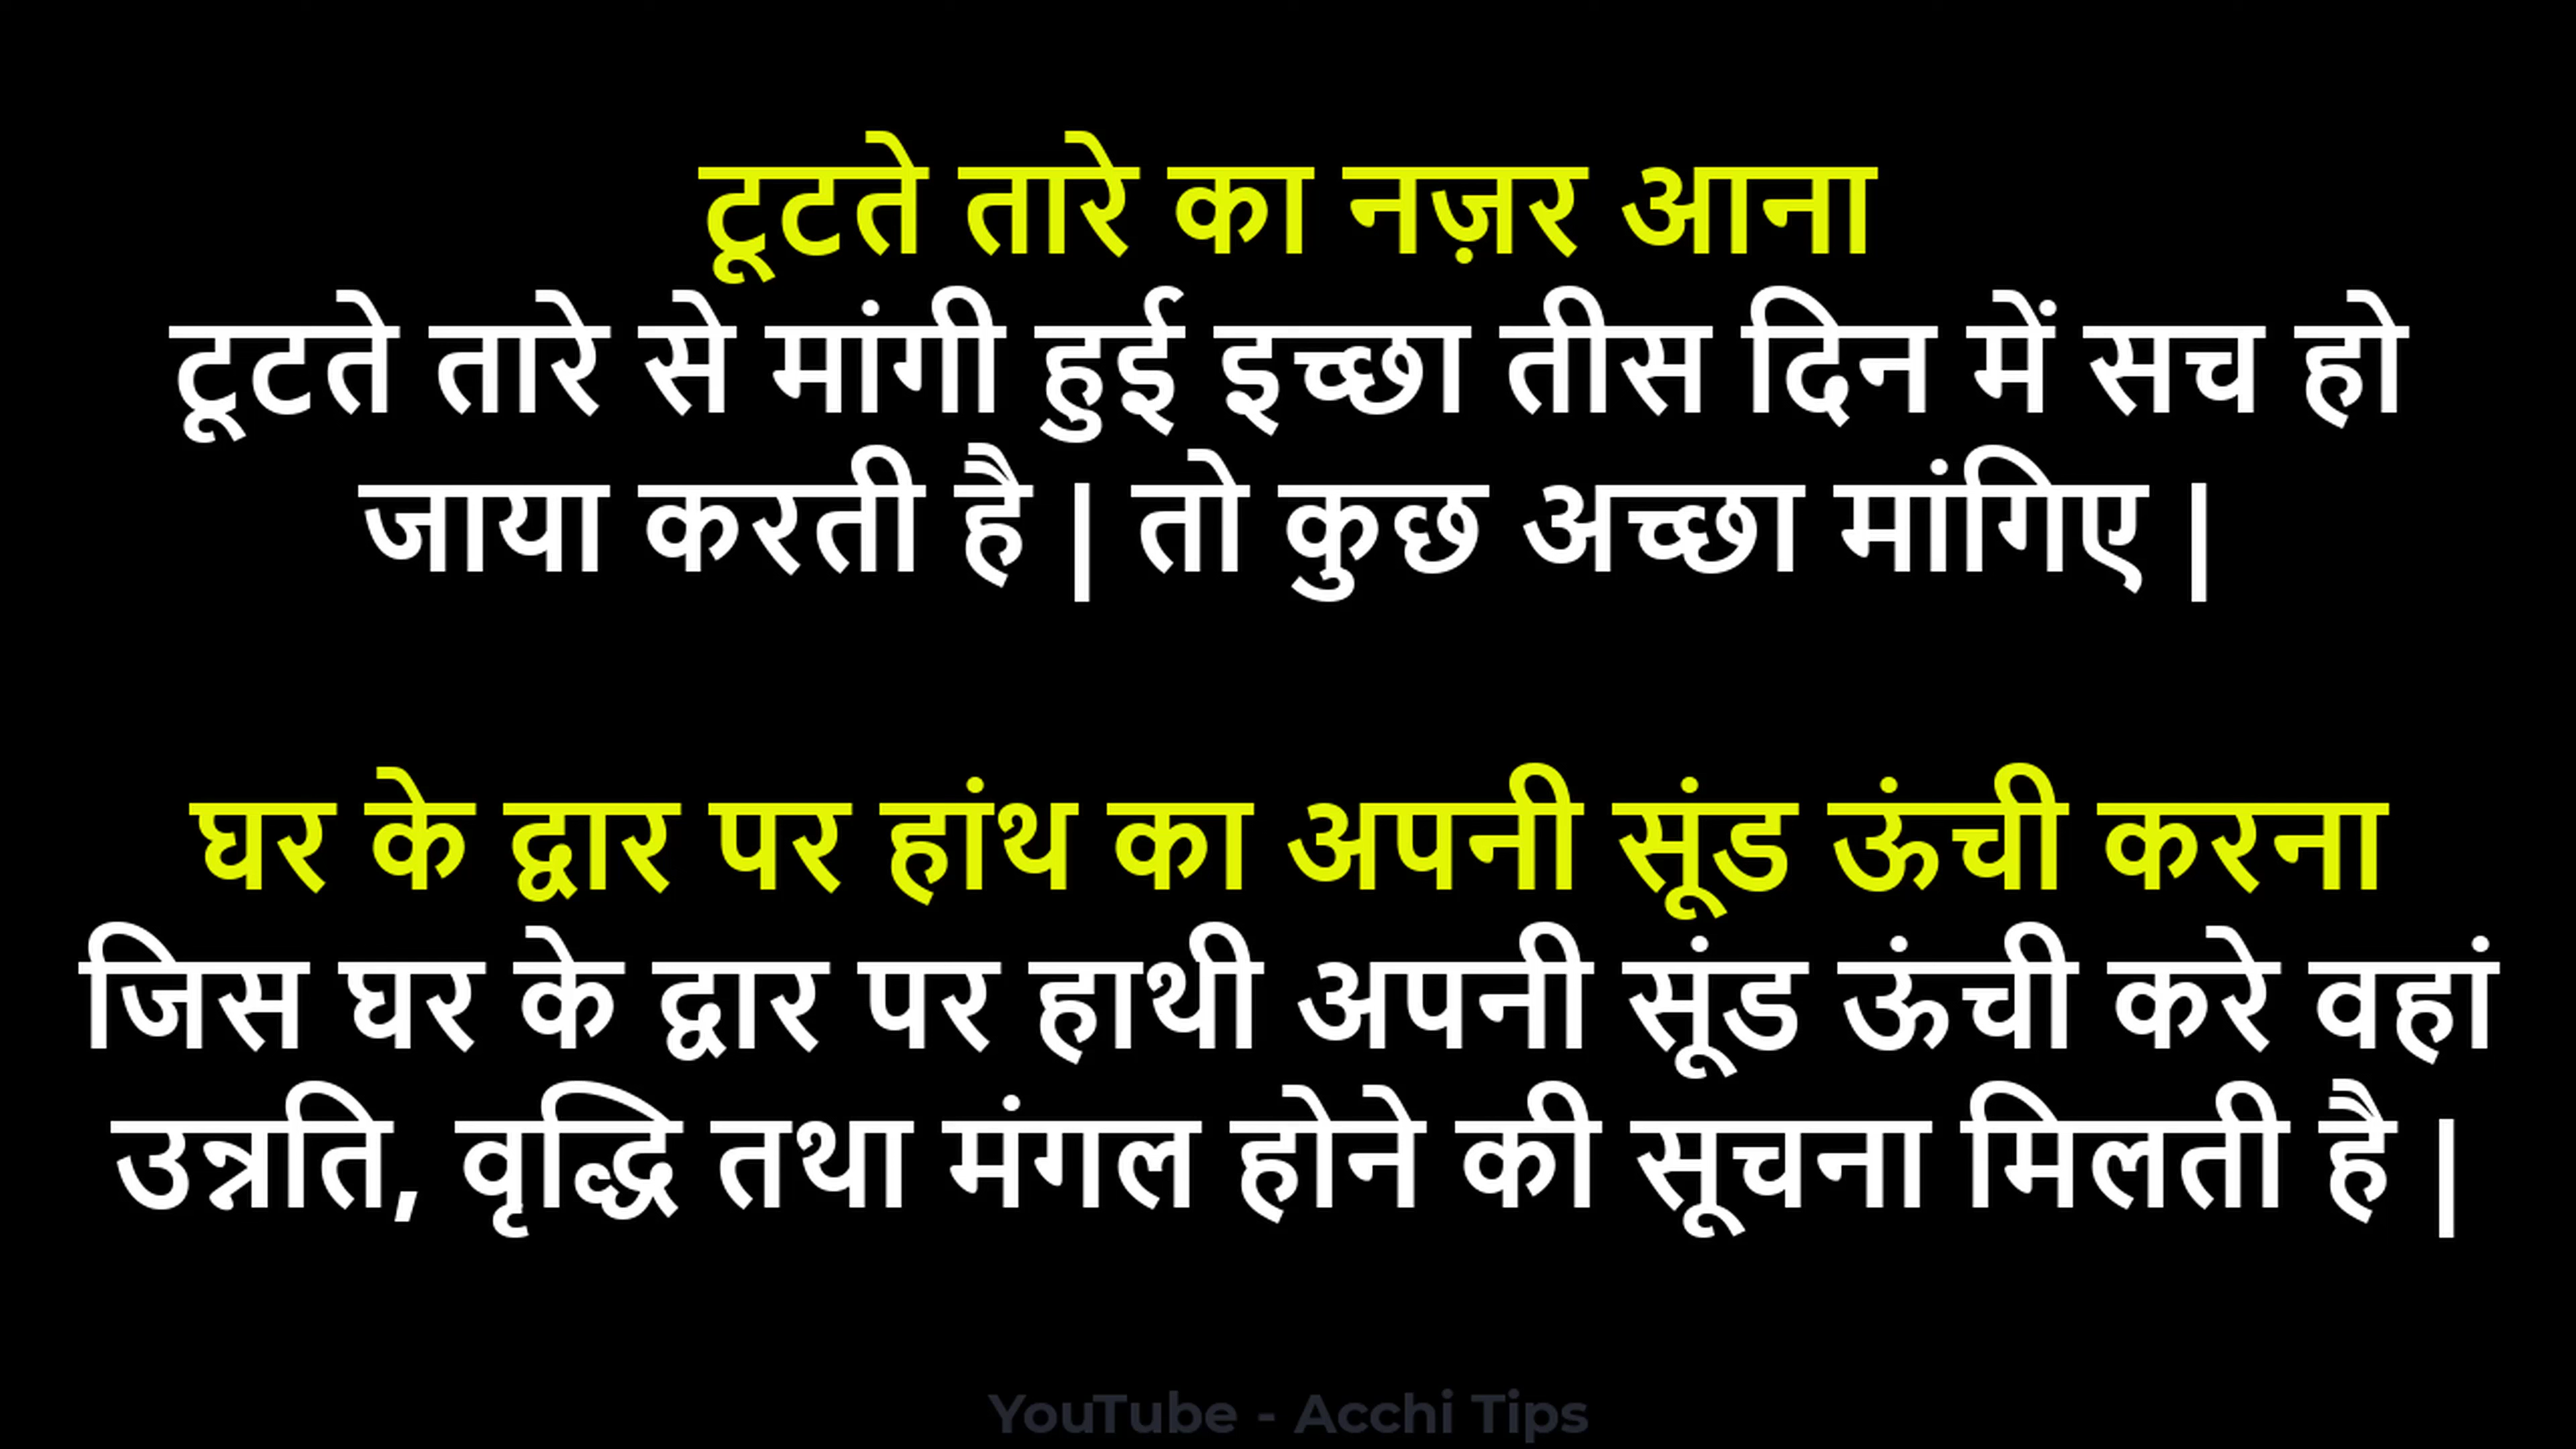 टूटते तारे का नज़र आना
टूटते तारे से मांगी हुई इच्छा तीस दिन में सच हो
जाया करती है | तो कुछ अच्छा मांगिए |
घर के द्वार पर हांथ का अपनी सूंड ऊंची करना
जिस घर के द्वार पर हाथी अपनी सूंड ऊंची करे वहां
उन्नति, वृद्धि तथा मंगल होने की सूचना मिलती है |
YouTube - Acchi Tips